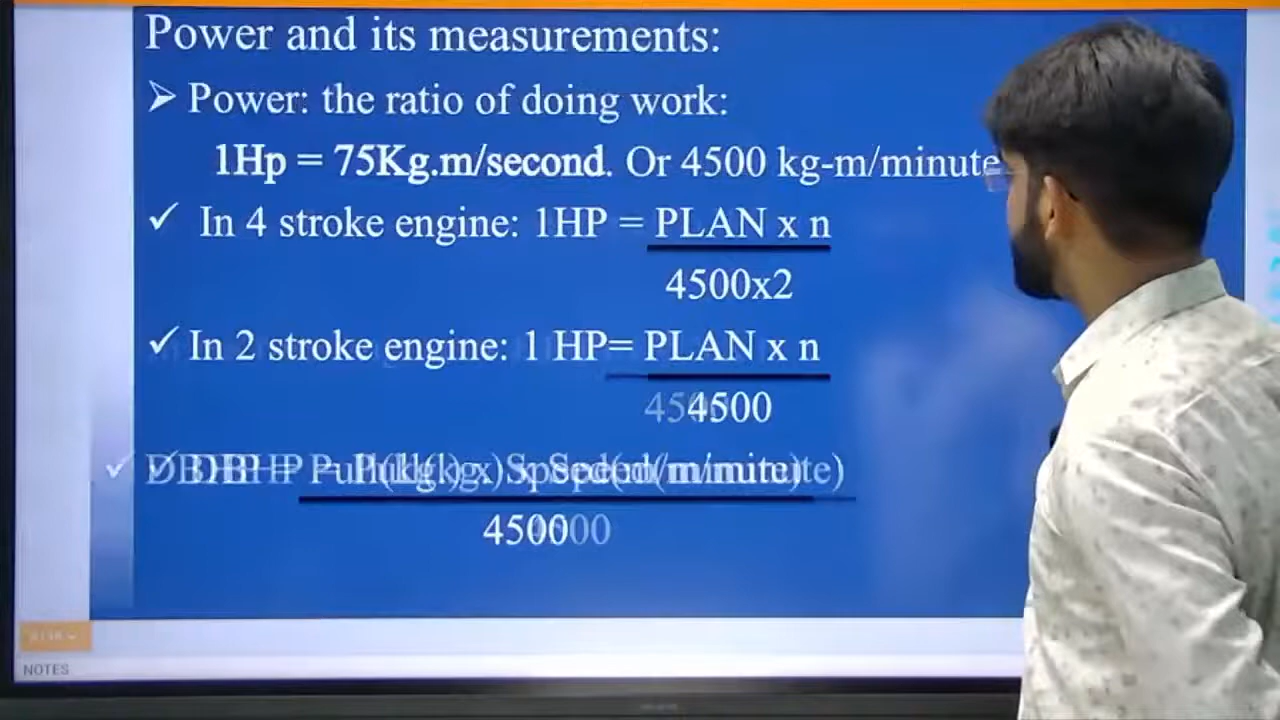 Power and its measurements:
➢ Power: the ratio of doing work:
1Hp = 75Kg.m/second. Or 4500 kg-m/minute
✓ In 4 stroke engine: 1HP = PLAN x n
4500x2
✓ In 2 stroke engine: 1 HP= PLAN x n
4500
✓ DBHP = Pull(kg) x Speed(m/minute)
4500
NOTES